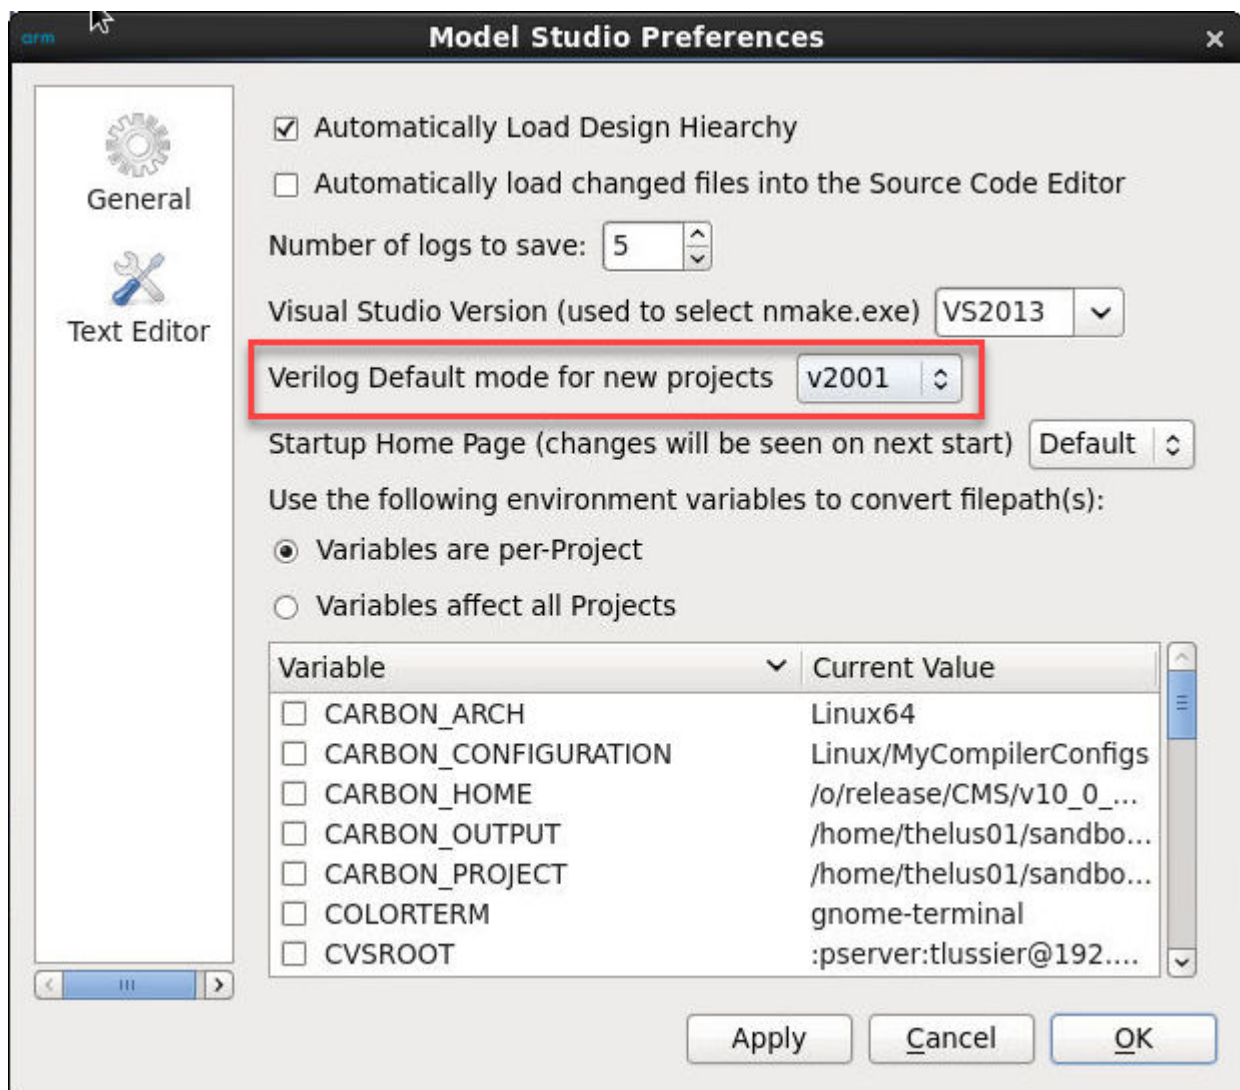 arm
Model Studio Preferences
General
Text Editor
Automatically Load Design Hiearchy
Automatically load changed files into the Source Code Editor
Number of logs to save: 5
Visual Studio Version (used to select nmake.exe) VS2013
Verilog Default mode for new projects v2001
Startup Home Page (changes will be seen on next start) Default
Use the following environment variables to convert filepath(s):
Variables are per-Project
Variables affect all Projects
Variable Current Value
CARBON_ARCH Linux64
CARBON_CONFIGURATION Linux/MyCompilerConfigs
CARBON_HOME /o/release/CMS/v10_0_...
CARBON_OUTPUT /home/thelus01/sandbo...
CARBON_PROJECT /home/thelus01/sandbo...
COLORTERM gnome-terminal
CVSROOT :pserver:tlussier@192....
Apply Cancel OK